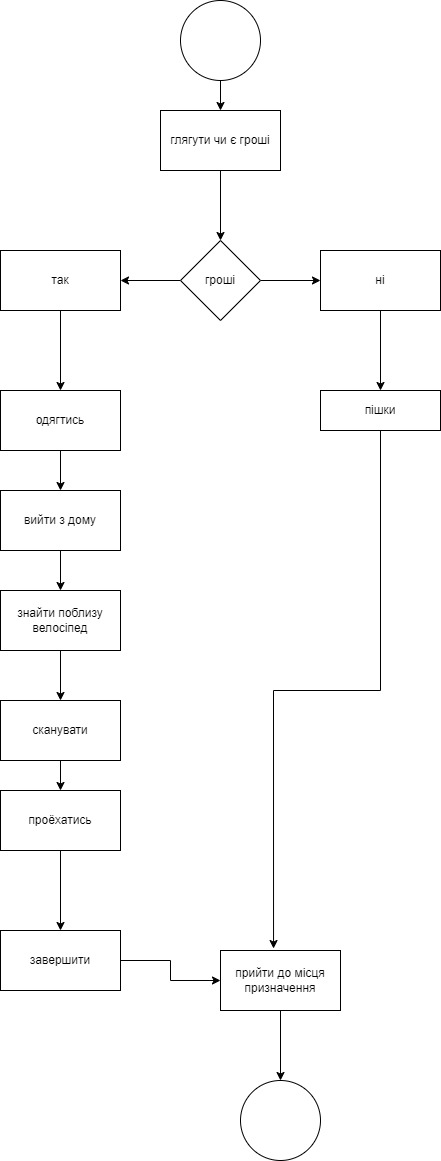 глягути чи є гроші
так
гроші
ні
одягтись
пішки
вийти з дому
знайти поблизу
велосіпед
сканувати
проёхатись
завершити
прийти до місця
призначення